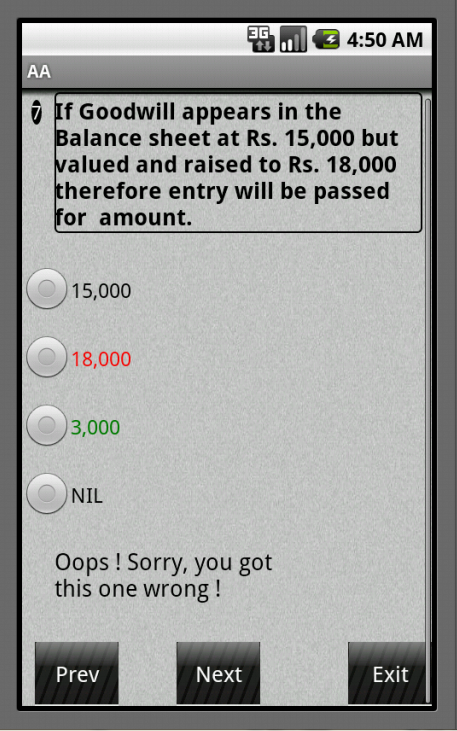 3G 4:50 AM
AA
7 If Goodwill appears in the
Balance sheet at Rs. 15,000 but
valued and raised to Rs. 18,000
therefore entry will be passed
for  amount.
15,000
18,000
3,000
NIL
Oops ! Sorry, you got
this one wrong !
Prev Next Exit